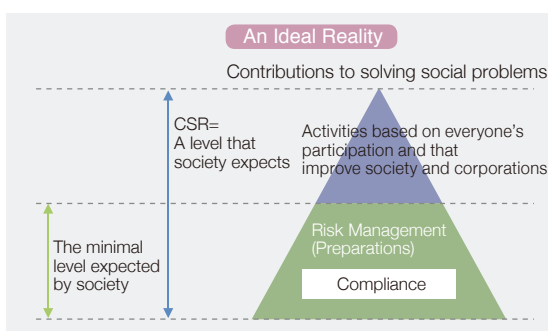 An Ideal Reality
Contributions to solving social problems
CSR=
A level that
society expects
Activities based on everyone's
participation and that
improve society and corporations
The minimal
level expected
by society
Risk Management
(Preparations)
Compliance